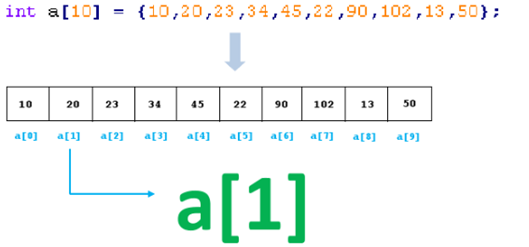 int a[10] = {10,20,23,34,45,22,90,102,13,50};
10 20 23 34 45 22 90 102 13 50
a[0] a[1] a[2] a[3] a[4] a[5] a[6] a[7] a[8] a[9]
a[1]